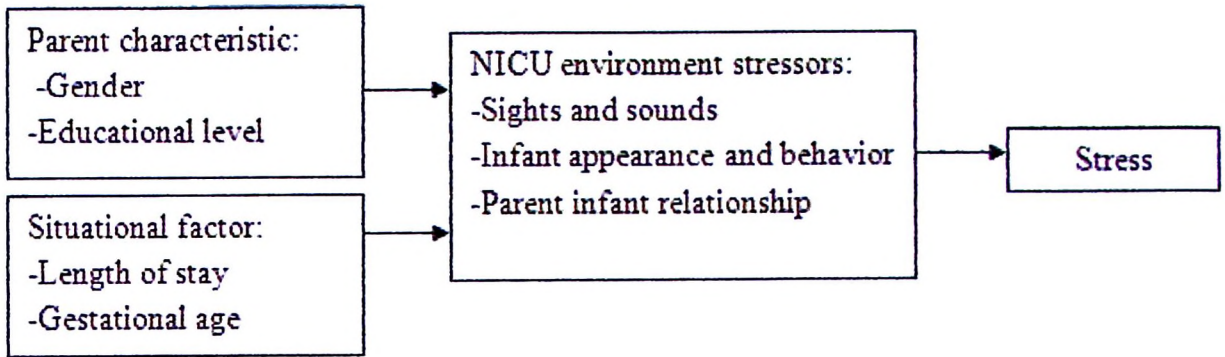 Parent characteristic:
-Gender
-Educational level
Situational factor:
-Length of stay
-Gestational age
NICU environment stressors:
-Sights and sounds
-Infant appearance and behavior
-Parent infant relationship
Stress